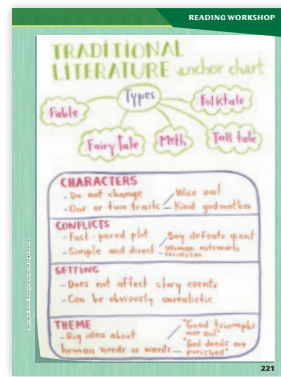 READING WORKSHOP
TRADITIONAL
LITERATURE anchor chart
Types
Fable
Folktale
Fairy Tale
Myth
Tall tale
CHARACTERS
- Do not change
- One or two traits
Wise owl
Kind godmother
CONFLICTS
- Fast-paced plot
- Simple and direct
Boy defeats giant
Woman outsmarts
SETTING
- Does not affect story events
- Can be obviously unrealistic
THEME
- Big idea about
human needs or wants
"Good triumphs
over evil"
"Bad deeds are
punished"
221